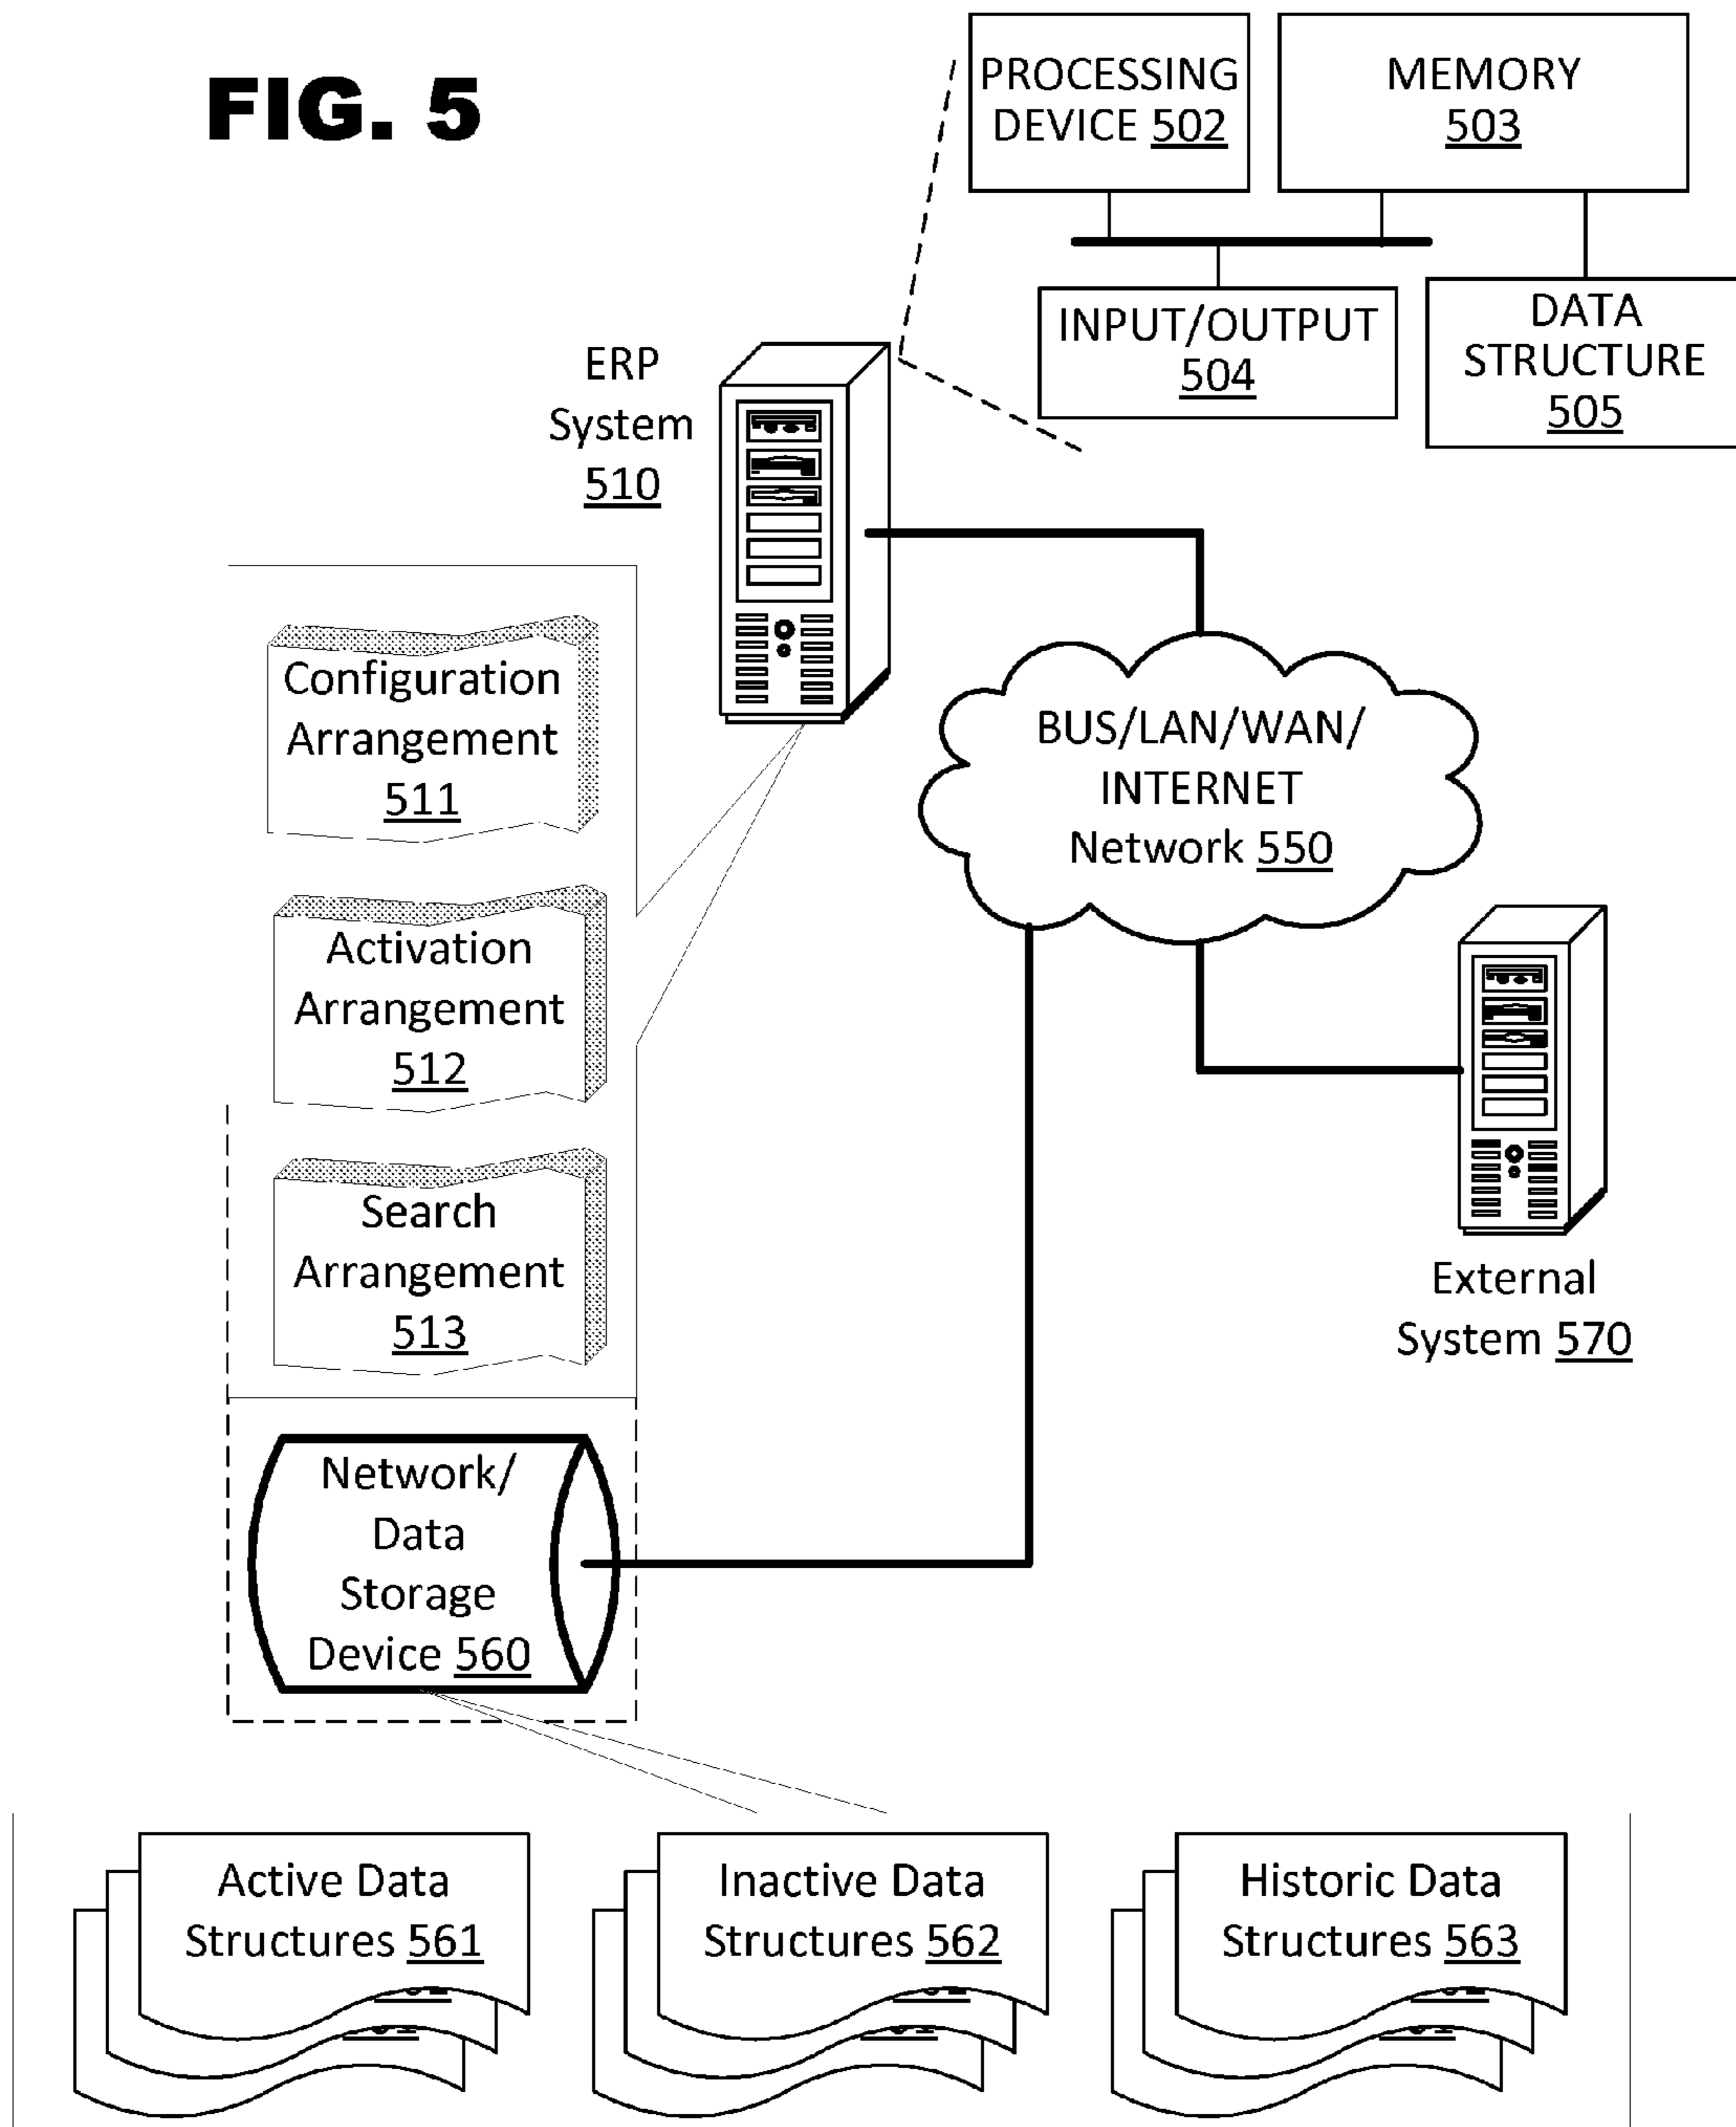 FIG. 5
PROCESSING
DEVICE 502
MEMORY
503
INPUT/OUTPUT
504
DATA
STRUCTURE
505
ERP
System
510
Configuration
Arrangement
511
Activation
Arrangement
512
Search
Arrangement
513
BUS/LAN/WAN/
INTERNET
Network 550
External
System 570
Network/
Data
Storage
Device 560
Active Data
Structures 561
Inactive Data
Structures 562
Historic Data
Structures 563